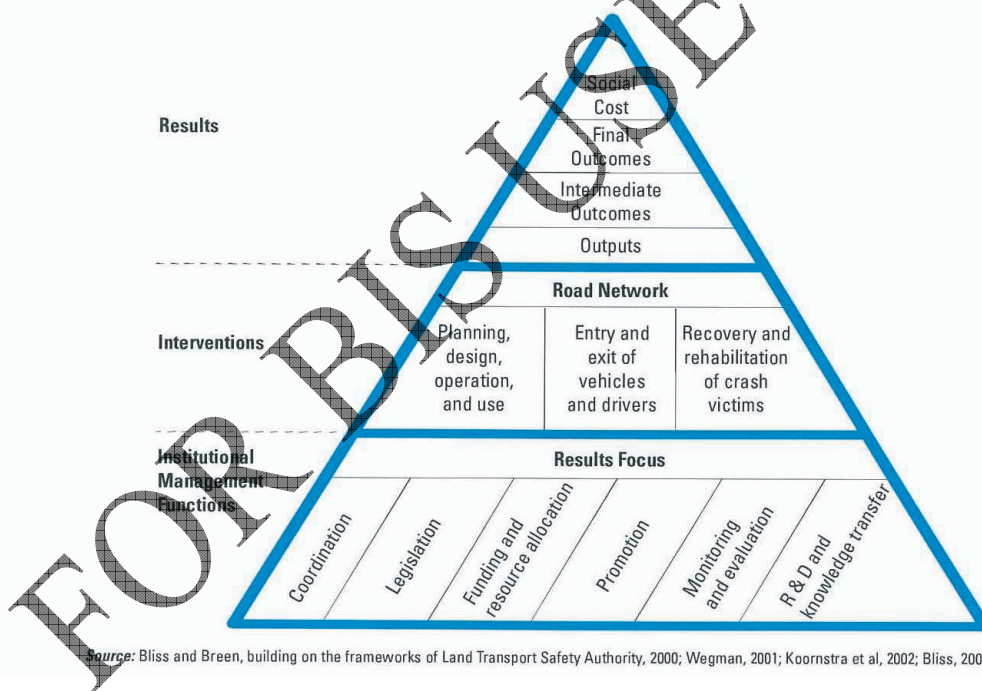 FOR BIS USE
Results
Social
Cost
Final
Outcomes
Intermediate
Outcomes
Outputs
Interventions
Road Network
Planning,
design,
operation,
and use
Entry and
exit of
vehicles
and drivers
Recovery and
rehabilitation
of crash
victims
Institutional
Management
Functions
Results Focus
Coordination
Legislation
Funding and
resource allocation
Promotion
Monitoring
and evaluation
R & D and
knowledge transfer
Source: Bliss and Breen, building on the frameworks of Land Transport Safety Authority, 2000; Wegman, 2001; Koornstra et al, 2002; Bliss, 200